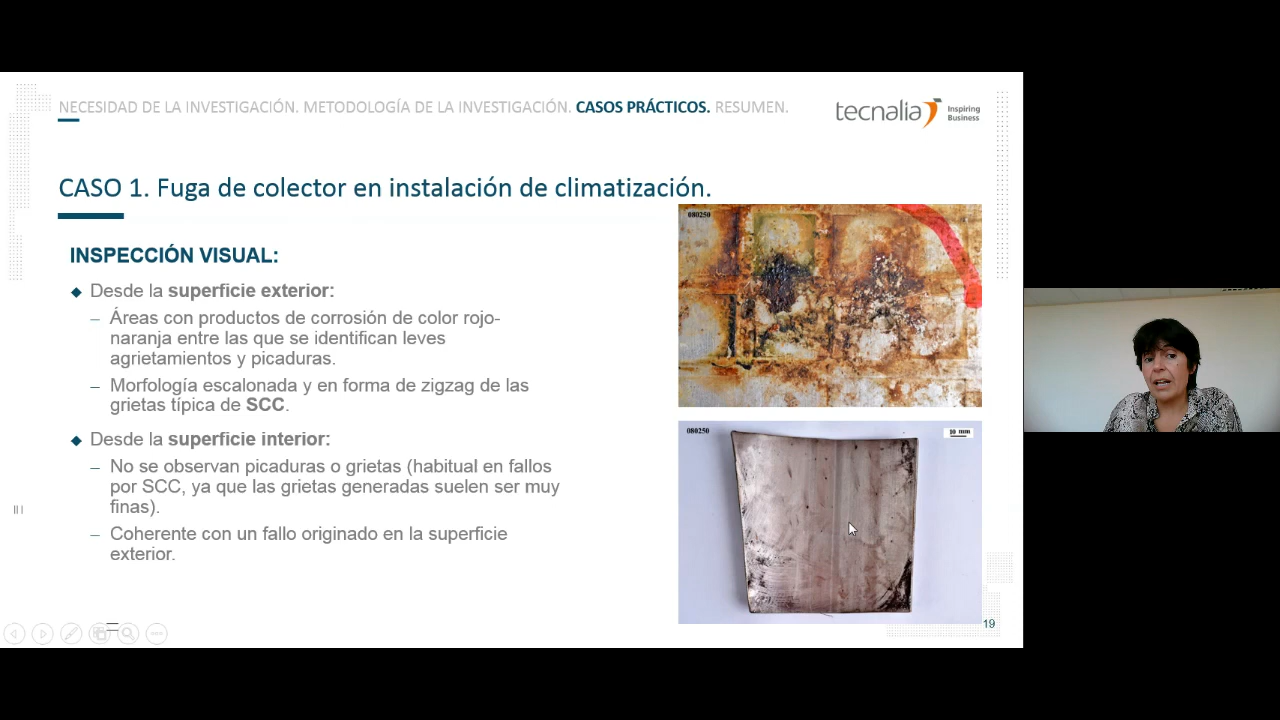 NECESIDAD DE LA INVESTIGACIÓN. METODOLOGÍA DE LA INVESTIGACIÓN. CASOS PRÁCTICOS. RESUMEN.
tecnalia Inspiring
Business
CASO 1. Fuga de colector en instalación de climatización.
INSPECCIÓN VISUAL:
Desde la superficie exterior:
– Áreas con productos de corrosión de color rojo-
naranja entre las que se identifican leves
agrietamientos y picaduras.
– Morfología escalonada y en forma de zigzag de las
grietas típica de SCC.
Desde la superficie interior:
– No se observan picaduras o grietas (habitual en fallos
por SCC, ya que las grietas generadas suelen ser muy
finas).
– Coherente con un fallo originado en la superficie
exterior.
080250
080250
10 mm
19